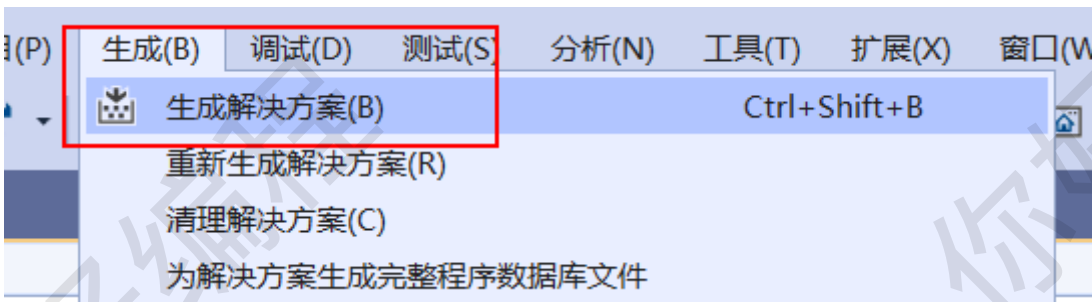 (P) 生成(B) 调试(D) 测试(S) 分析(N) 工具(T) 扩展(X) 窗口(W
生成解决方案(B) Ctrl+Shift+B
重新生成解决方案(R)
清理解决方案(C)
为解决方案生成完整程序数据库文件